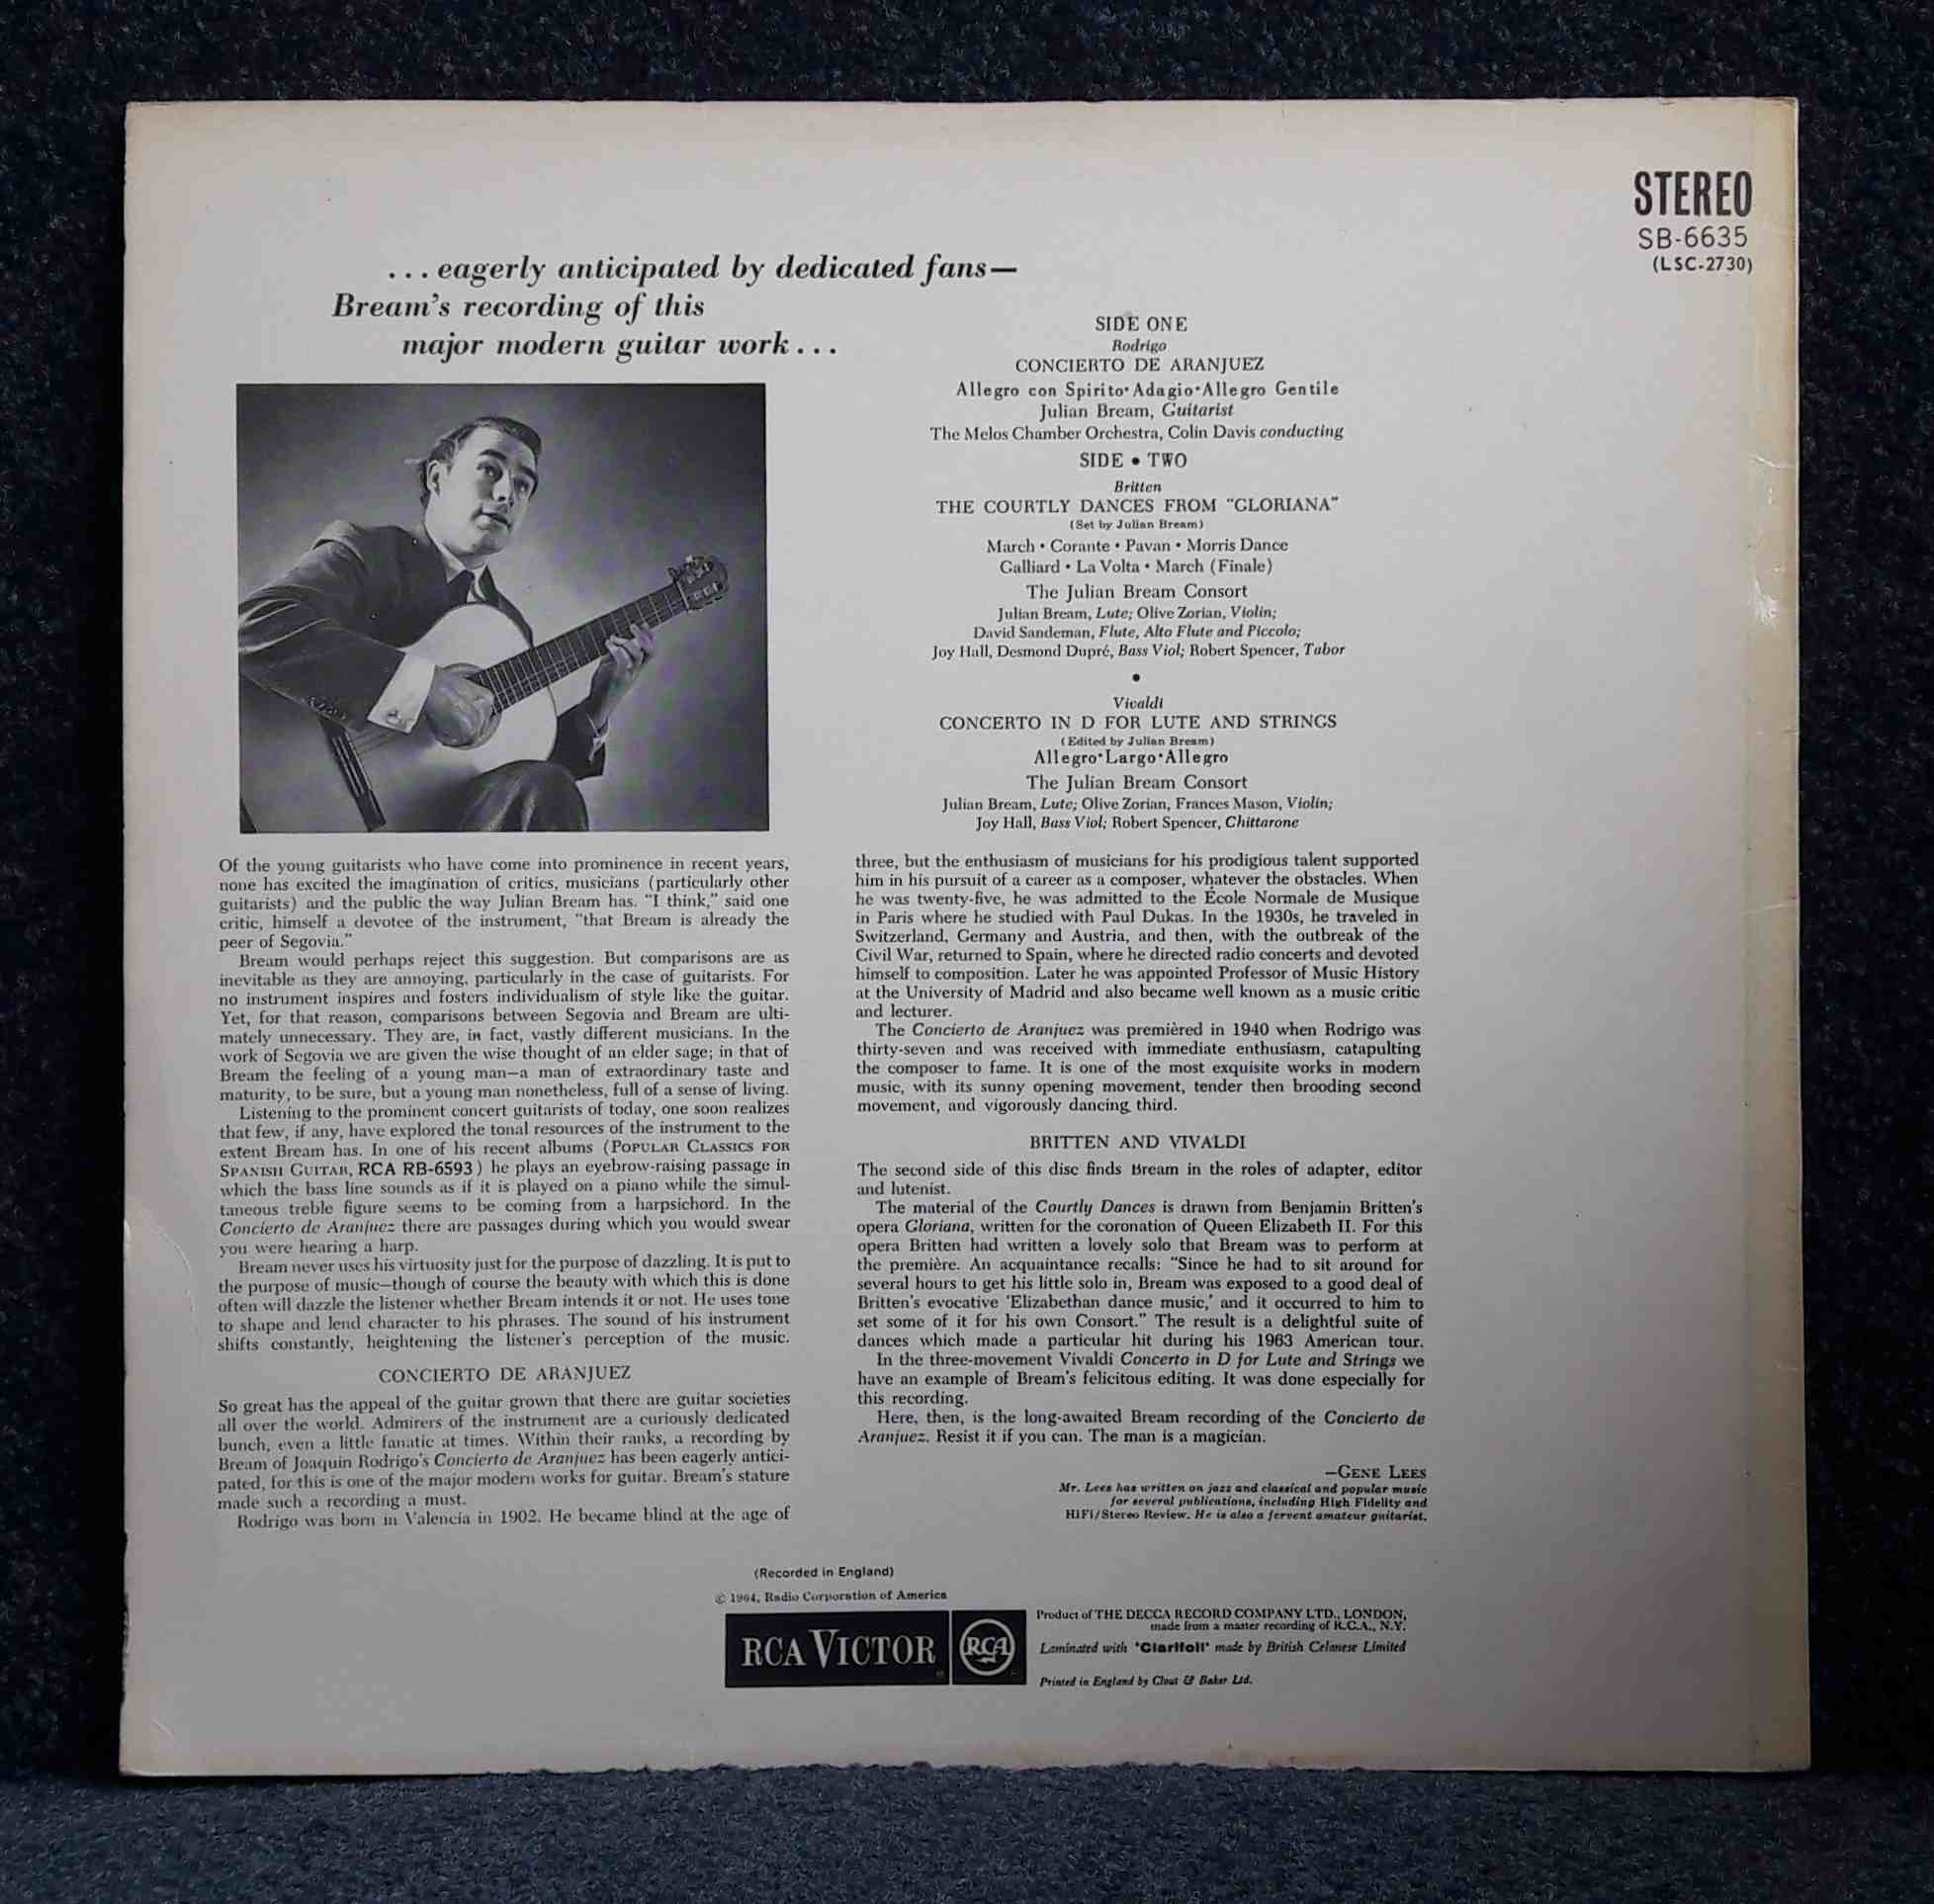 STEREO
SB-6635
(LSC-2730)
...eagerly anticipated by dedicated fans—
Bream's recording of this
major modern guitar work...
SIDE ONE
Rodrigo
CONCIERTO DE ARANJUEZ
Allegro con Spirito•Adagio•Allegro Gentile
Julian Bream, Guitarist
The Melos Chamber Orchestra, Colin Davis conducting
SIDE • TWO
Britten
THE COURTLY DANCES FROM "GLORIANA"
(Set by Julian Bream)
March • Corante • Pavan • Morris Dance
Galliard • La Volta • March (Finale)
The Julian Bream Consort
Julian Bream, Lute; Olive Zorian, Violin;
David Sandeman, Flute, Alto Flute and Piccolo;
Joy Hall, Desmond Dupré, Bass Viol; Robert Spencer, Tabor
•
Vivaldi
CONCERTO IN D FOR LUTE AND STRINGS
(Edited by Julian Bream)
Allegro•Largo•Allegro
The Julian Bream Consort
Julian Bream, Lute; Olive Zorian, Frances Mason, Violin;
Joy Hall, Bass Viol; Robert Spencer, Chittarone
Of the young guitarists who have come into prominence in recent years,
none has excited the imagination of critics, musicians (particularly other
guitarists) and the public the way Julian Bream has. "I think," said one
critic, himself a devotee of the instrument, "that Bream is already the
peer of Segovia."
Bream would perhaps reject this suggestion. But comparisons are as
inevitable as they are annoying, particularly in the case of guitarists. For
no instrument inspires and fosters individualism of style like the guitar.
Yet, for that reason, comparisons between Segovia and Bream are ulti-
mately unnecessary. They are, in fact, vastly different musicians. In the
work of Segovia we are given the wise thought of an elder sage; in that of
Bream the feeling of a young man—a man of extraordinary taste and
maturity, to be sure, but a young man nonetheless, full of a sense of living.
Listening to the prominent concert guitarists of today, one soon realizes
that few, if any, have explored the tonal resources of the instrument to the
extent Bream has. In one of his recent albums (POPULAR CLASSICS FOR
SPANISH GUITAR, RCA RB-6593) he plays an eyebrow-raising passage in
which the bass line sounds as if it is played on a piano while the simul-
taneous treble figure seems to be coming from a harpsichord. In the
Concierto de Aranjuez there are passages during which you would swear
you were hearing a harp.
Bream never uses his virtuosity just for the purpose of dazzling. It is put to
the purpose of music—though of course the beauty with which this is done
often will dazzle the listener whether Bream intends it or not. He uses tone
to shape and lend character to his phrases. The sound of his instrument
shifts constantly, heightening the listener's perception of the music.
CONCIERTO DE ARANJUEZ
So great has the appeal of the guitar grown that there are guitar societies
all over the world. Admirers of the instrument are a curiously dedicated
bunch, even a little fanatic at times. Within their ranks, a recording by
Bream of Joaquin Rodrigo's Concierto de Aranjuez has been eagerly antici-
pated, for this is one of the major modern works for guitar. Bream's stature
made such a recording a must.
Rodrigo was born in Valencia in 1902. He became blind at the age of
three, but the enthusiasm of musicians for his prodigious talent supported
him in his pursuit of a career as a composer, whatever the obstacles. When
he was twenty-five, he was admitted to the École Normale de Musique
in Paris where he studied with Paul Dukas. In the 1930s, he traveled in
Switzerland, Germany and Austria, and then, with the outbreak of the
Civil War, returned to Spain, where he directed radio concerts and devoted
himself to composition. Later he was appointed Professor of Music History
at the University of Madrid and also became well known as a music critic
and lecturer.
The Concierto de Aranjuez was premièred in 1940 when Rodrigo was
thirty-seven and was received with immediate enthusiasm, catapulting
the composer to fame. It is one of the most exquisite works in modern
music, with its sunny opening movement, tender then brooding second
movement, and vigorously dancing third.
BRITTEN AND VIVALDI
The second side of this disc finds Bream in the roles of adapter, editor
and lutenist.
The material of the Courtly Dances is drawn from Benjamin Britten's
opera Gloriana, written for the coronation of Queen Elizabeth II. For this
opera Britten had written a lovely solo that Bream was to perform at
the première. An acquaintance recalls: "Since he had to sit around for
several hours to get his little solo in, Bream was exposed to a good deal of
Britten's evocative 'Elizabethan dance music,' and it occurred to him to
set some of it for his own Consort." The result is a delightful suite of
dances which made a particular hit during his 1963 American tour.
In the three-movement Vivaldi Concerto in D for Lute and Strings we
have an example of Bream's felicitous editing. It was done especially for
this recording.
Here, then, is the long-awaited Bream recording of the Concierto de
Aranjuez. Resist it if you can. The man is a magician.
—GENE LEES
Mr. Lees has written on jazz and classical and popular music
for several publications, including High Fidelity and
HiFi/Stereo Review. He is also a fervent amateur guitarist.
(Recorded in England)
© 1964, Radio Corporation of America
RCA VICTOR RCA
Product of THE DECCA RECORD COMPANY LTD., LONDON,
made from a master recording of R.C.A., N.Y.
Laminated with 'Clarifoil' made by British Celanese Limited
Printed in England by Clout & Baker Ltd.